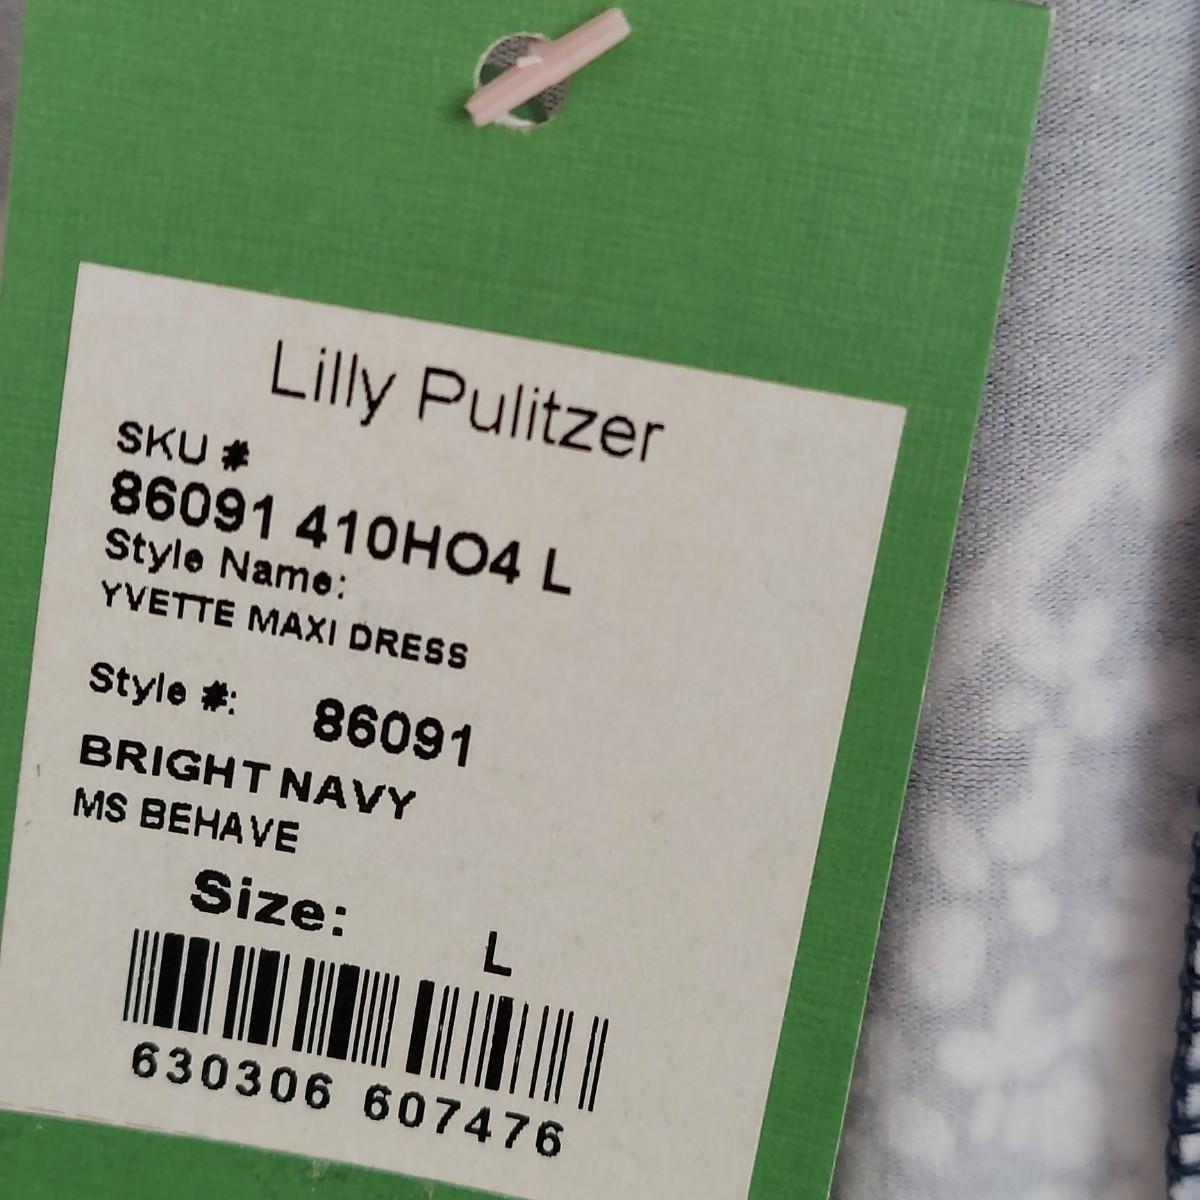 Lilly Pulitzer
SKU #
86091 410HO4 L
Style Name:
YVETTE MAXI DRESS
Style #: 86091
BRIGHT NAVY
MS BEHAVE
Size: L
630306 607476